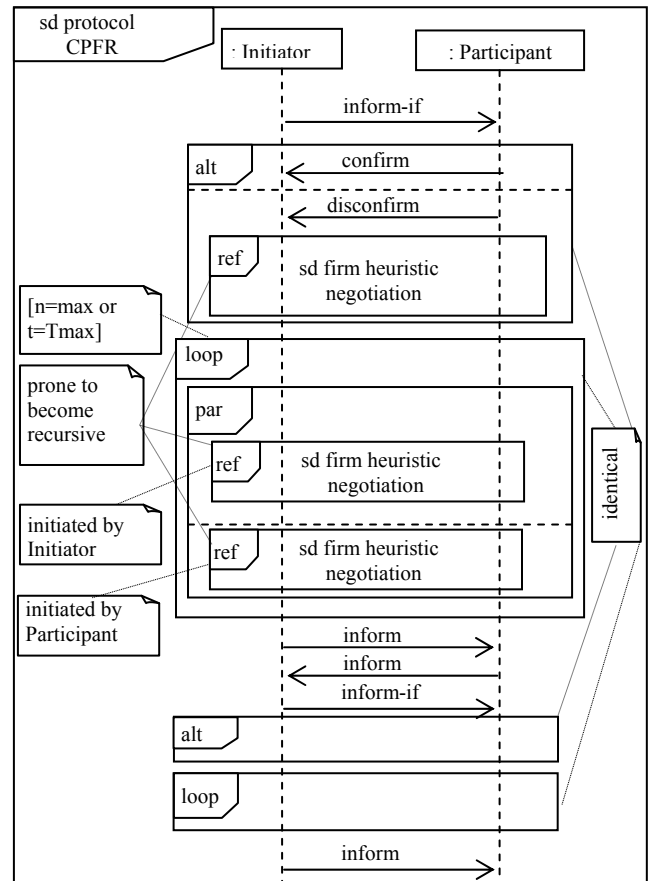 sd protocol
CPFR
: Initiator
: Participant
inform-if
alt
confirm
disconfirm
ref
sd firm heuristic
negotiation
[n=max or
t=Tmax]
loop
prone to
become
recursive
par
ref
sd firm heuristic
negotiation
identical
initiated by
Initiator
ref
sd firm heuristic
negotiation
initiated by
Participant
inform
inform
inform-if
alt
loop
inform